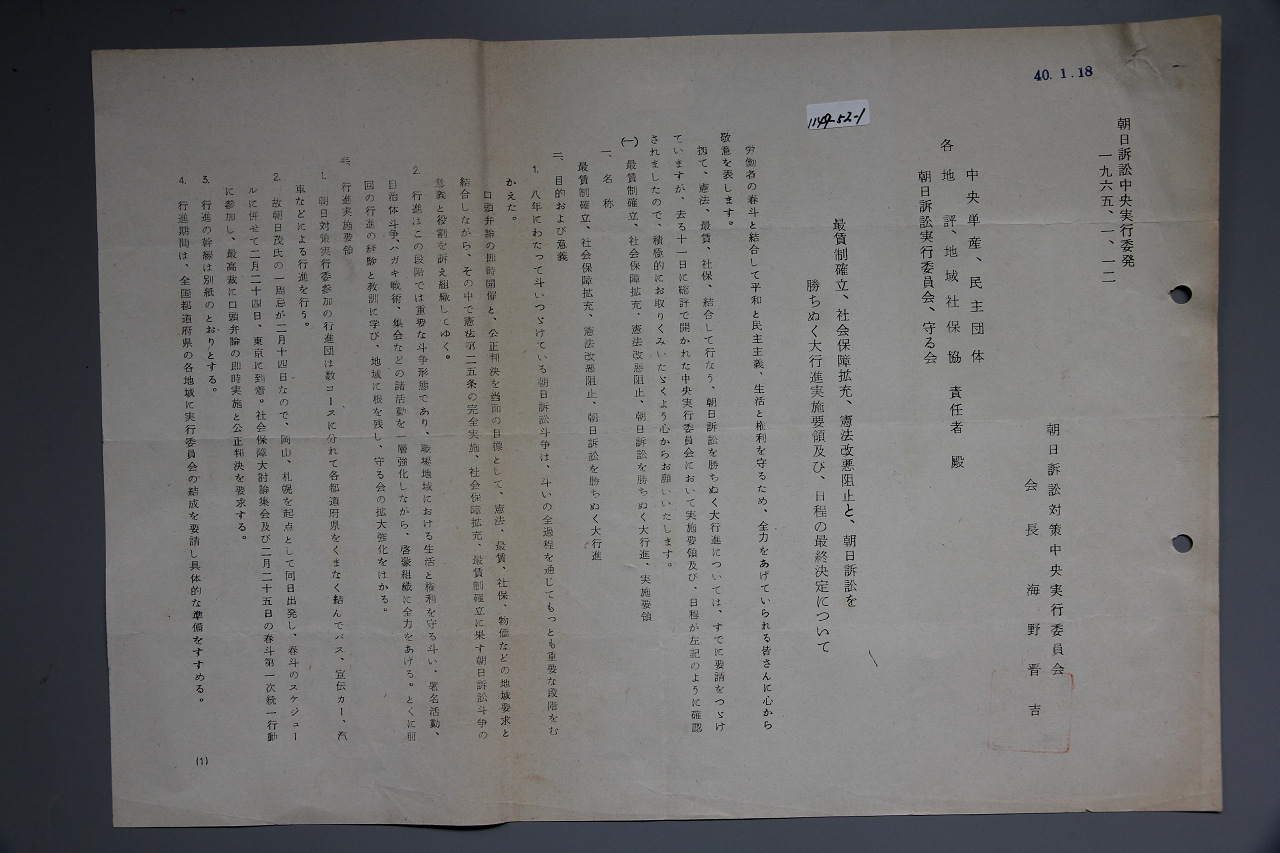 40.1.18
朝日訴訟中央実行委発
一九六五、一、一二
朝日訴訟対策中央実行委員会
会長 海野晋吉
中央単産、民主団体
各地評、地域社保協 責任者殿
朝日訴訟実行委員会、守る会
1149-52-1
最賃制確立、社会保障拡充、憲法改悪阻止と、朝日訴訟を
勝ちぬく大行進実施要領及び、日程の最終決定について
労働者の春斗と結合して平和と民主主義、生活と権利を守るため、全力をあげていられる皆さんに心から
敬意を表します。
扨て、憲法、最賃、社保、結合して行なう、朝日訴訟を勝ちぬく大行進については、すでに要請をつゞけ
ていますが、去る十一日に総評で開かれた中央実行委員会において実施要領及び、日程が左記のように確認
されましたので、積極的にお取りくみいたゞくよう心からお願いいたします。
(一) 最賃制確立、社会保障拡充、憲法改悪阻止、朝日訴訟を勝ちぬく大行進、実施要領
一、名称
最賃制確立、社会保障拡充、憲法改悪阻止、朝日訴訟を勝ちぬく大行進
二、目的および意義
1. 八年にわたって斗いつゞけている朝日訴訟斗争は、斗いの全過程を通じてもっとも重要な段階をむ
かえた。
口頭弁論の即時開催と、公正判決を当面の目標として、憲法、最賃、社保、物価などの地域要求と
結合しながら、その中で憲法第二五条の完全実施、社会保障拡充、最賃制確立に果す朝日訴訟斗争の
意義と役割を訴え組織してゆく。
2. 行進はこの段階では重要な斗争形態であり、職場地域における生活と権利を守る斗い、署名活動、
自治体斗争、ハガキ戦術、集会などの諸活動を一層強化しながら、啓蒙組織に全力をあげる。とくに前
回の行進の経験と教訓に学び、地域に根を残し、守る会の拡大強化をはかる。
三、行進実施要領
1. 朝日対策実行委参加の行進団は数コースに分れて各都道府県をくまなく結んでバス、宣伝カー、汽
車などによる行進を行う。
2. 故朝日茂氏の一周忌が二月十四日なので、岡山、札幌を起点として同日出発し、春斗のスケジュー
ルに併せて二月二十四日、東京に到着。社会保障大討論集会及び二月二十五日の春斗第一次統一行動
に参加し、最高裁に口頭弁論の即時実施と公正判決を要求する。
3. 行進の幹線は別紙のとおりとする。
4. 行進期間は、全国都道府県の各地域に実行委員会の結成を要請し具体的な準備をすすめる。
(1)